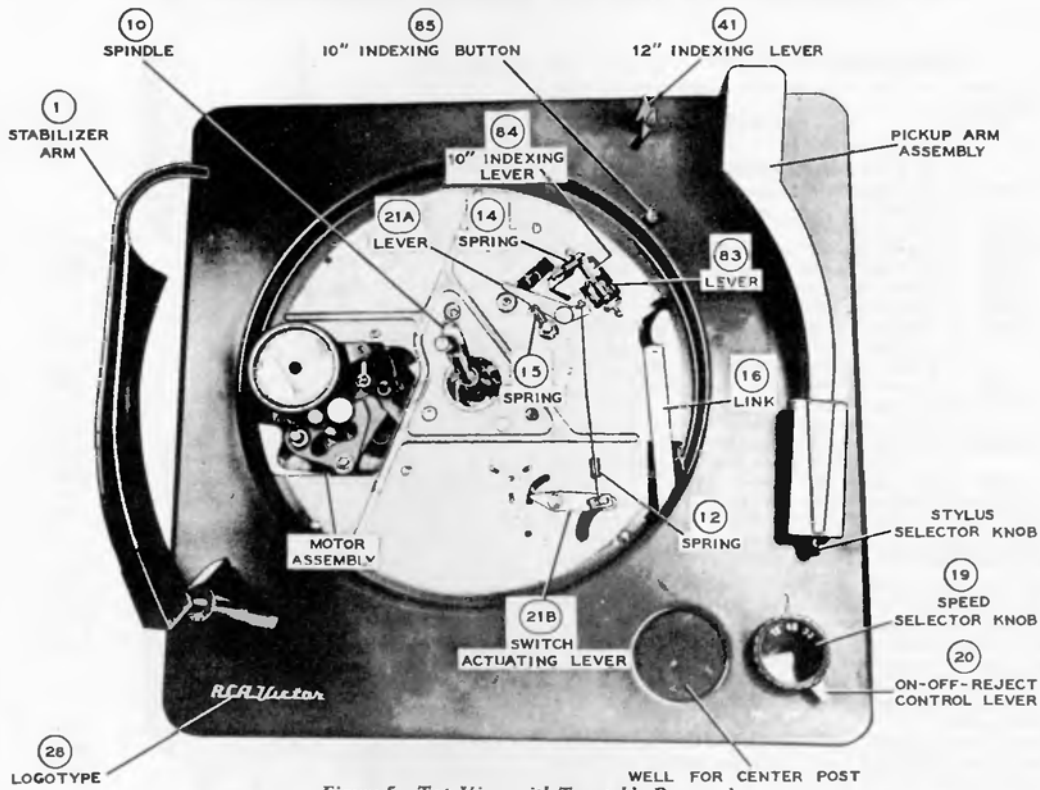 10
SPINDLE
85
10" INDEXING BUTTON
41
12" INDEXING LEVER
1
STABILIZER
ARM
84
10" INDEXING
LEVER
PICKUP ARM
ASSEMBLY
21A
LEVER
14
SPRING
83
LEVER
15
SPRING
16
LINK
MOTOR
ASSEMBLY
12
SPRING
STYLUS
SELECTOR KNOB
19
SPEED
SELECTOR KNOB
21B
SWITCH
ACTUATING LEVER
20
ON-OFF-REJECT
CONTROL LEVER
RCA Victor
28
LOGOTYPE
WELL FOR CENTER POST